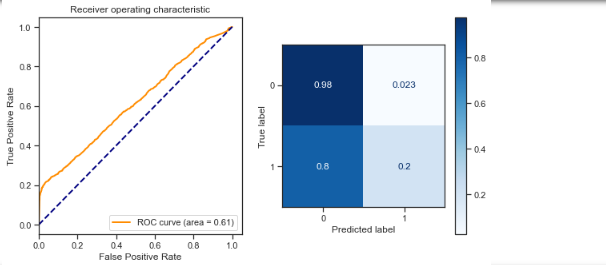 Receiver operating characteristic
True Positive Rate
1.0
0.8
0.6
0.4
0.2
0.0
ROC curve (area = 0.61)
0.0 0.2 0.4 0.6 0.8 1.0
False Positive Rate
True label
0
1
0.98 0.023
0.8 0.2
0 1
Predicted label
0.8
0.6
0.4
0.2